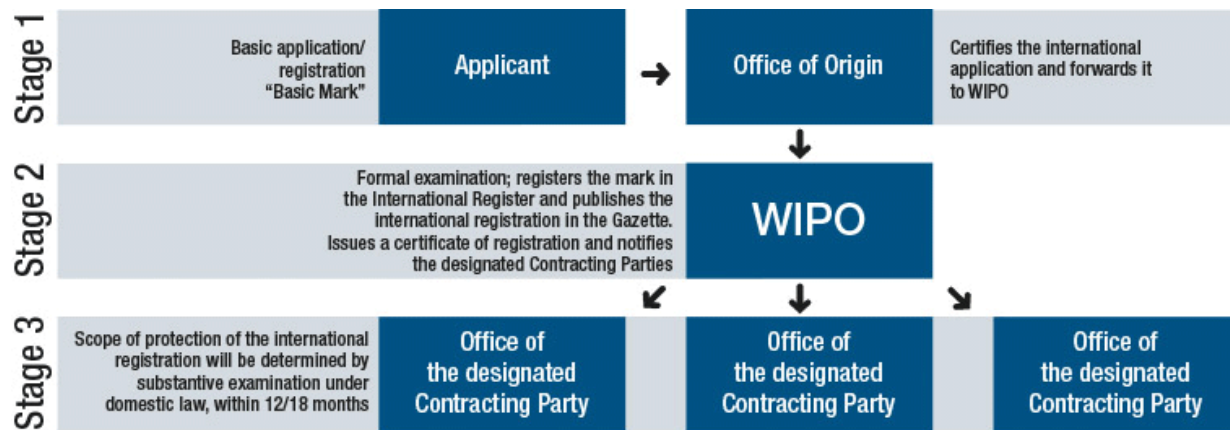 Stage 1
Basic application/
registration
“Basic Mark”
Applicant
Office of Origin
Certifies the international
application and forwards it
to WIPO
Stage 2
Formal examination; registers the mark in
the International Register and publishes the
international registration in the Gazette.
Issues a certificate of registration and notifies
the designated Contracting Parties
WIPO
Stage 3
Scope of protection of the international
registration will be determined by
substantive examination under
domestic law, within 12/18 months
Office of
the designated
Contracting Party
Office of
the designated
Contracting Party
Office of
the designated
Contracting Party